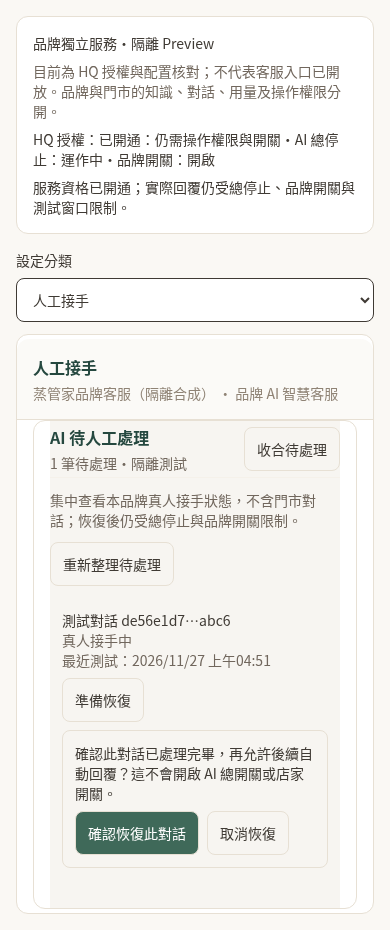 品牌獨立服務・隔離 Preview
目前為 HQ 授權與配置核對；不代表客服入口已開
放。品牌與門市的知識、對話、用量及操作權限分
開。
HQ 授權：已開通：仍需操作權限與開關・AI 總停
止：運作中・品牌開關：開啟
服務資格已開通；實際回覆仍受總停止、品牌開關與
測試窗口限制。
設定分類
人工接手
人工接手
蒸管家品牌客服（隔離合成） · 品牌 AI 智慧客服
AI 待人工處理
1 筆待處理・隔離測試
收合待處理
集中查看本品牌真人接手狀態，不含門市對
話；恢復後仍受總停止與品牌開關限制。
重新整理待處理
測試對話 de56e1d7…abc6
真人接手中
最近測試：2026/11/27 上午04:51
準備恢復
確認此對話已處理完畢，再允許後續自
動回覆？這不會開啟 AI 總開關或店家
開關。
確認恢復此對話
取消恢復